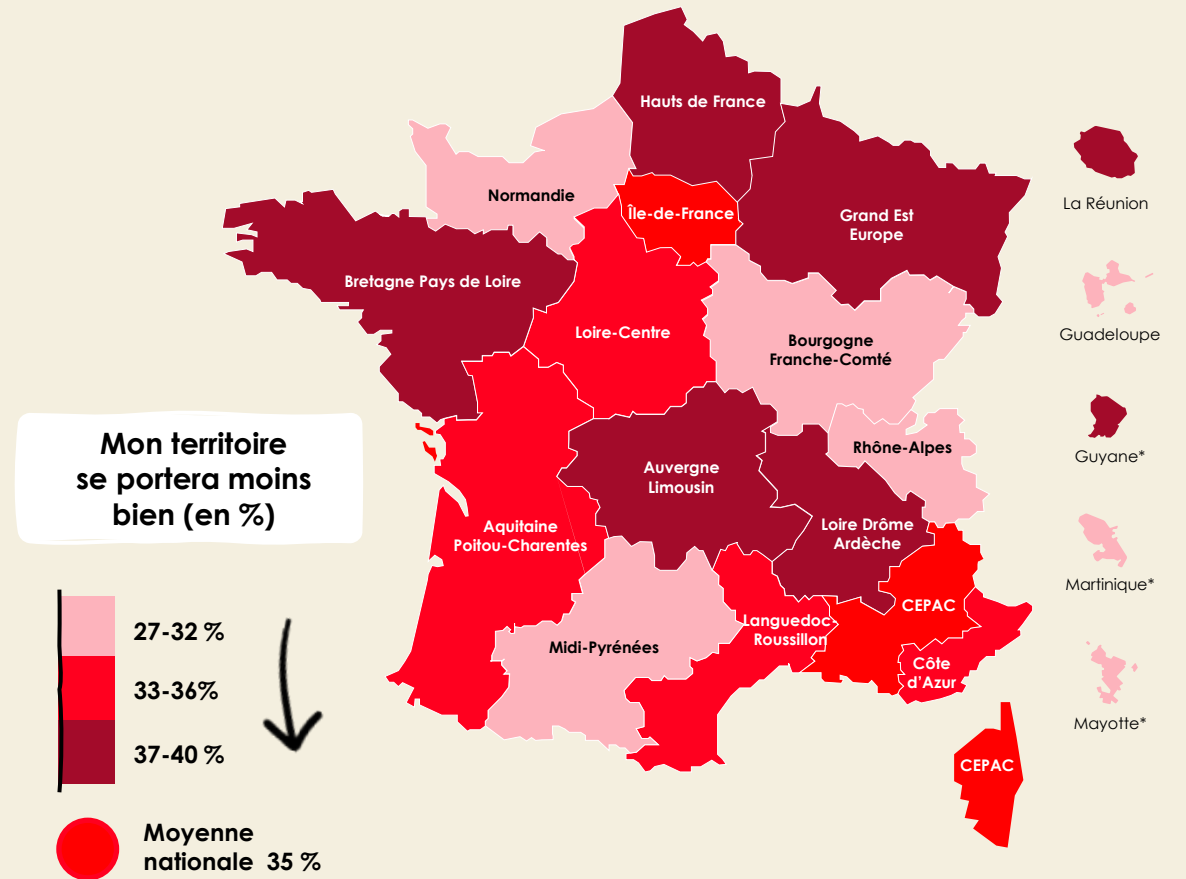 Hauts de France
Normandie
Île-de-France
Grand Est
Europe
La Réunion
Bretagne Pays de Loire
Loire-Centre
Bourgogne
Franche-Comté
Guadeloupe
Mon territoire
se portera moins
bien (en %)
Auvergne
Limousin
Rhône-Alpes
Guyane*
Aquitaine
Poitou-Charentes
Loire Drôme
Ardèche
Martinique*
CEPAC
Languedoc-
Roussillon
Midi-Pyrénées
Côte
d'Azur
Mayotte*
CEPAC
27-32 %
33-36%
37-40 %
Moyenne
nationale 35 %